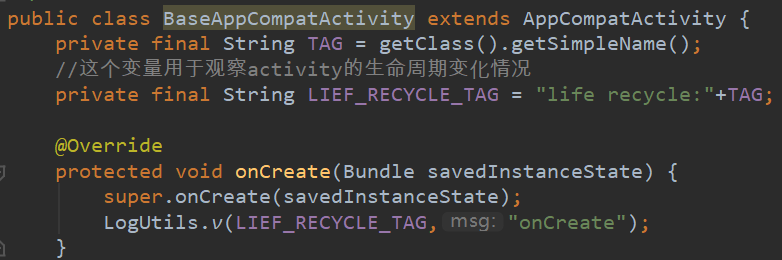 public class BaseAppCompatActivity extends AppCompatActivity {
private final String TAG = getClass().getSimpleName();
//这个变量用于观察activity的生命周期变化情况
private final String LIEF_RECYCLE_TAG = "life recycle:"+TAG;
@Override
protected void onCreate(Bundle savedInstanceState) {
super.onCreate(savedInstanceState);
LogUtils.v(LIEF_RECYCLE_TAG, msg: "onCreate");
}